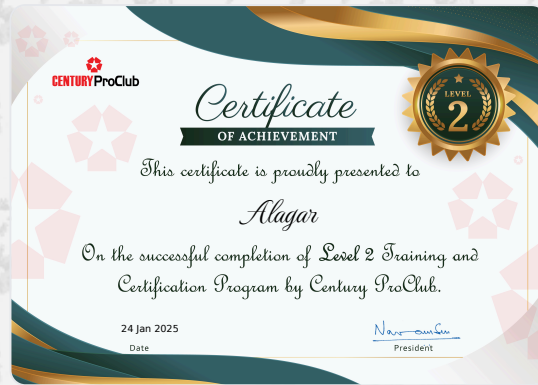 CENTURY ProClub
Certificate
OF ACHIEVEMENT
LEVEL
2
This certificate is proudly presented to
Alagar
On the successful completion of Level 2 Training and
Certification Program by Century ProClub.
24 Jan 2025
Date
President